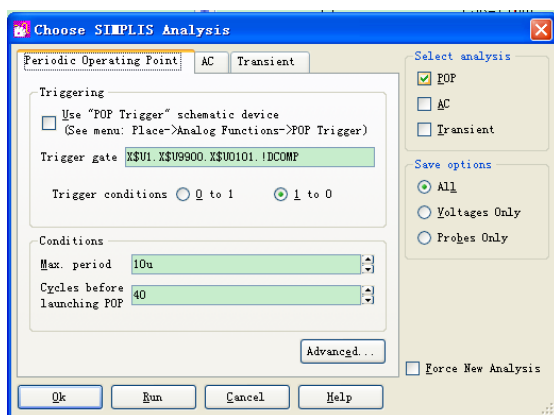 Choose SIMPLIS Analysis
Periodic Operating Point
AC
Transient
Triggering
Use "POP Trigger" schematic device
(See menu: Place->Analog Functions->POP Trigger)
Trigger gate
X$U1.X$U9900.X$U0101.!DCOMP
Trigger conditions
0 to 1
1 to 0
Conditions
Max. period
10u
Cycles before
launching POP
40
Advanced...
Ok
Run
Cancel
Help
Select analysis
POP
AC
Transient
Save options
All
Voltages Only
Probes Only
Force New Analysis